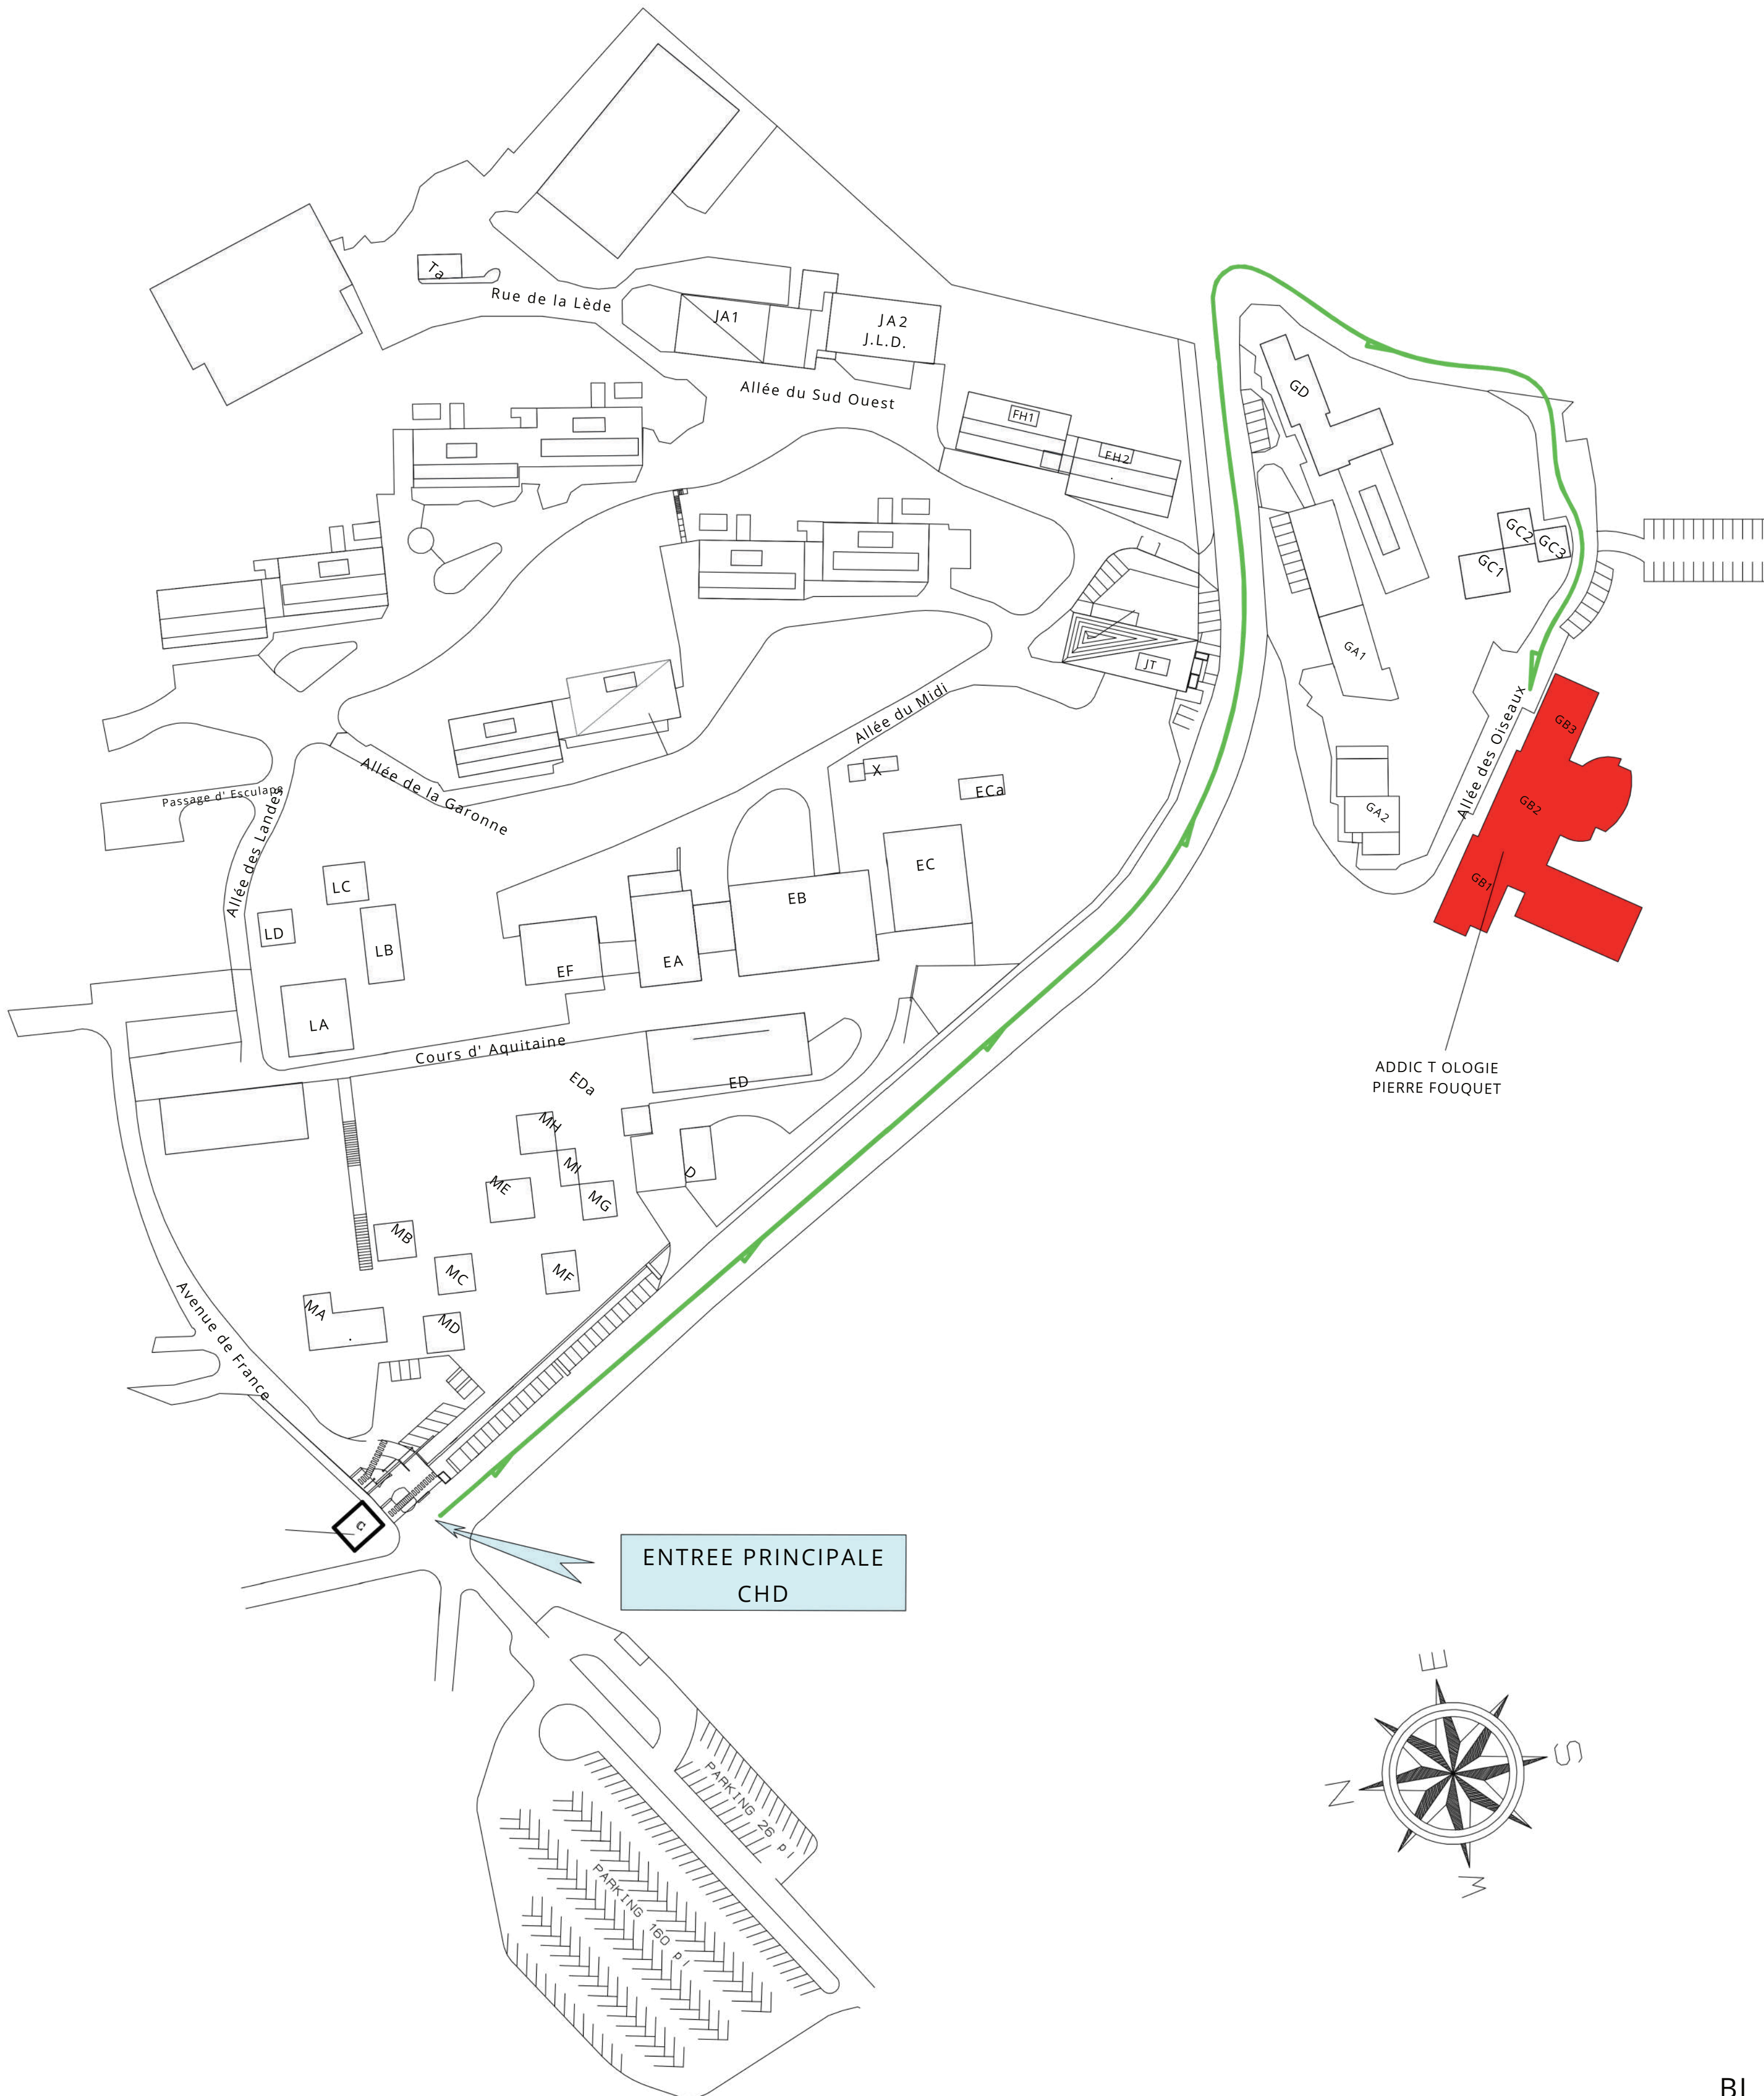 Ta
Rue de la Lède
JA1
JA2
J.L.D.
Allée du Sud Ouest
FH1
FH2
GD
GC2
GC3
GC1
GA1
JT
Allée du Midi
Allée des Oiseaux
GB3
GB2
GB1
GA2
X
ECa
Allée de la Garonne
Passage d' Esculape
Allée des Landes
LC
LD
LB
LA
EC
EB
EA
EF
Cours d' Aquitaine
EDa
ED
ADDIC T OLOGIE
PIERRE FOUQUET
MH
MI
ME
MG
D
MB
MC
MF
MA
MD
Avenue de France
C
ENTREE PRINCIPALE
CHD
PARKING 26 p.
PARKING 160 p.
E
S
N
W
BI